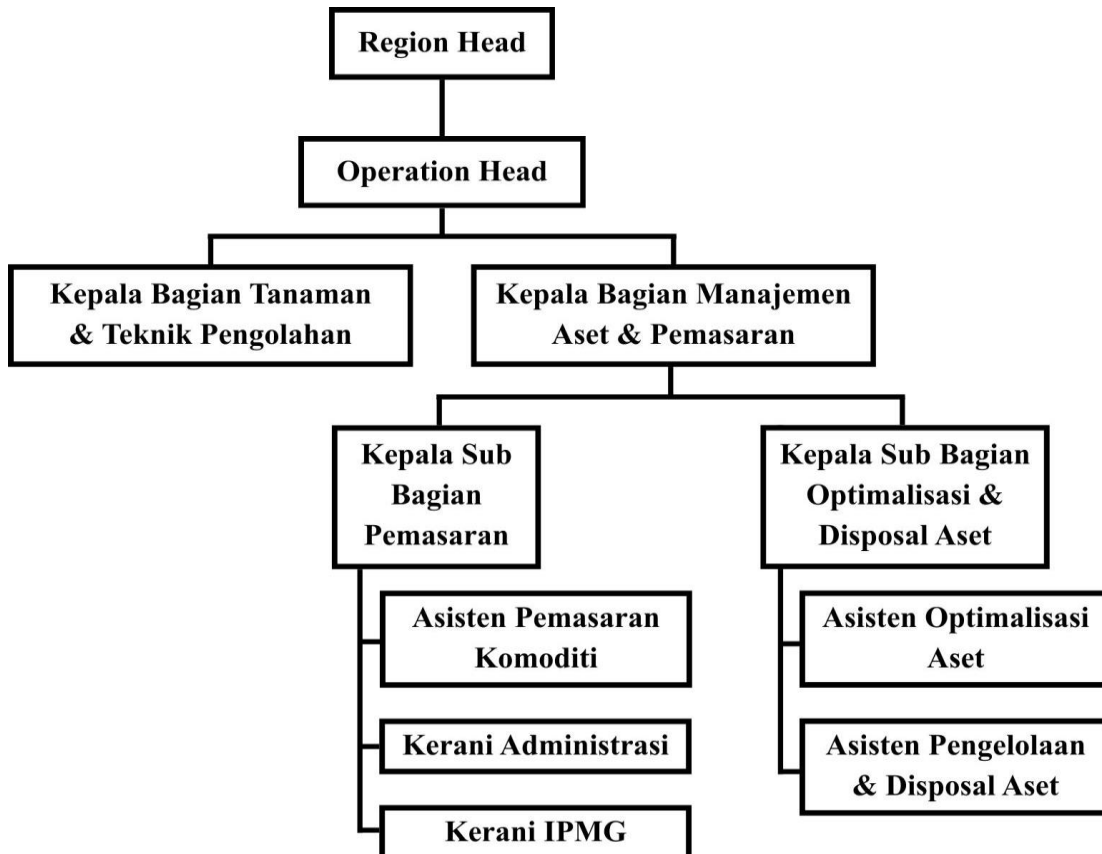 Region Head
Operation Head
Kepala Bagian Tanaman
& Teknik Pengolahan
Kepala Bagian Manajemen
Aset & Pemasaran
Kepala Sub
Bagian
Pemasaran
Kepala Sub Bagian
Optimalisasi &
Disposal Aset
Asisten Pemasaran
Komoditi
Asisten Optimalisasi
Aset
Kerani Administrasi
Asisten Pengelolaan
& Disposal Aset
Kerani IPMG